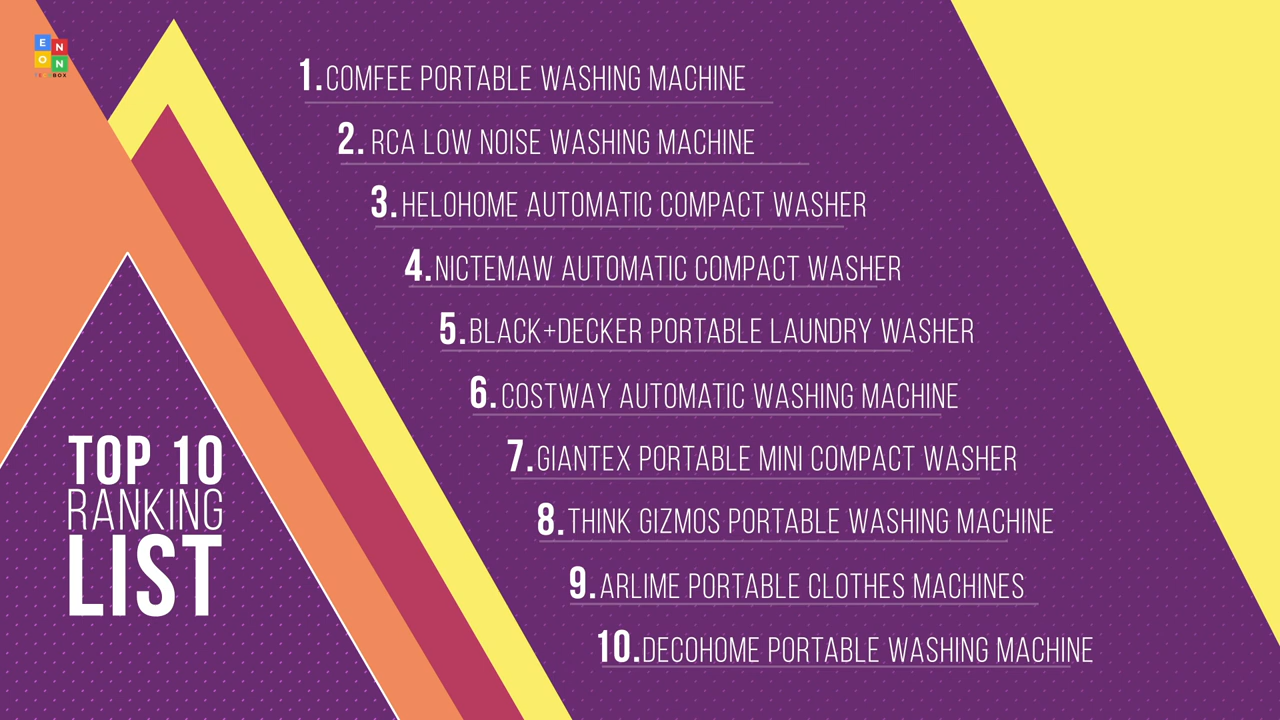 E N
O N
TECHBOX
1. COMFEE PORTABLE WASHING MACHINE
2. RCA LOW NOISE WASHING MACHINE
3. HELOHOME AUTOMATIC COMPACT WASHER
4. NICTEMAW AUTOMATIC COMPACT WASHER
5. BLACK+DECKER PORTABLE LAUNDRY WASHER
6. COSTWAY AUTOMATIC WASHING MACHINE
7. GIANTEX PORTABLE MINI COMPACT WASHER
8. THINK GIZMOS PORTABLE WASHING MACHINE
9. ARLIME PORTABLE CLOTHES MACHINES
10. DECOHOME PORTABLE WASHING MACHINE
TOP 10
RANKING
LIST